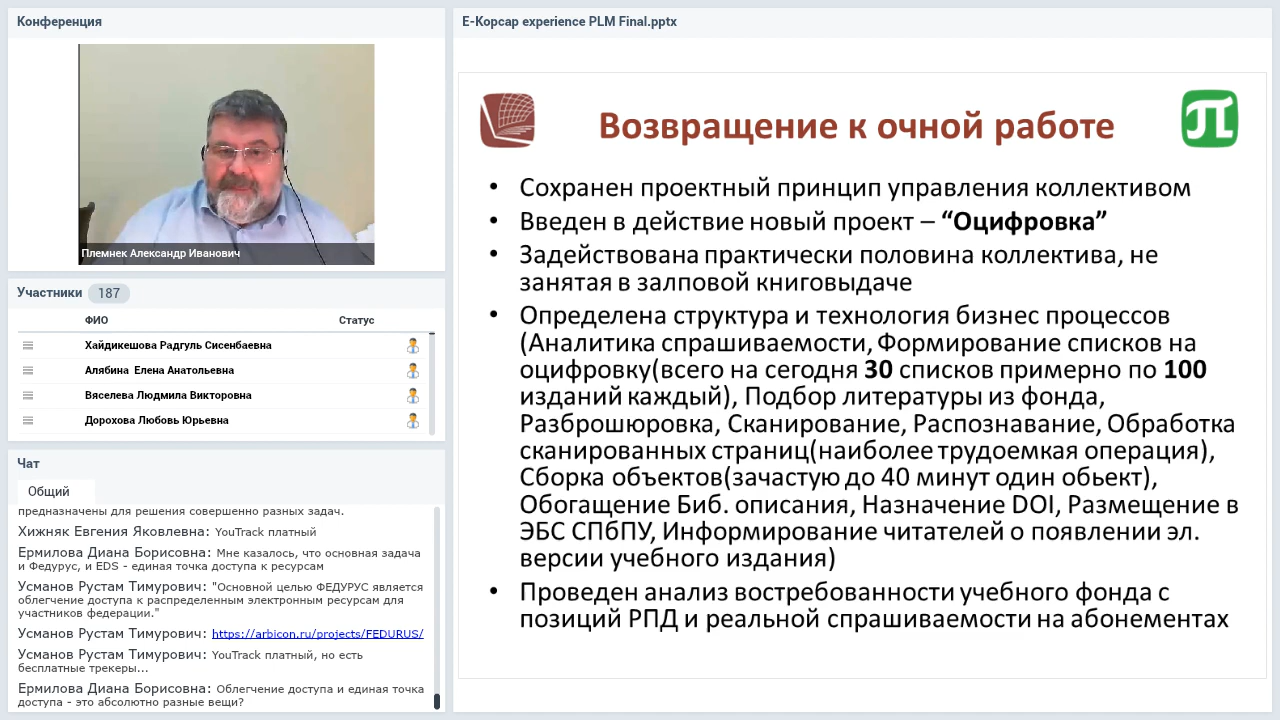 Конференция
Племнек Александр Иванович
Участники 187
ФИО Статус
Хайдикешова Радгуль Сисенбаевна
Алябина Елена Анатольевна
Вяселева Людмила Викторовна
Дорохова Любовь Юрьевна
Чат
Общий
предназначены для решения совершенно разных задач.
Хижняк Евгения Яковлевна: YouTrack платный
Ермилова Диана Борисовна: Мне казалось, что основная задача
и Федурус, и EDS - единая точка доступа к ресурсам
Усманов Рустам Тимурович: "Основной целью ФЕДУРУС является
облегчение доступа к распределенным электронным ресурсам для
участников федерации."
Усманов Рустам Тимурович: https://arbicon.ru/projects/FEDURUS/
Усманов Рустам Тимурович: YouTrack платный, но есть
бесплатные трекеры...
Ермилова Диана Борисовна: Облегчение доступа и единая точка
доступа - это абсолютно разные вещи?
E-Корсар experience PLM Final.pptx
Возвращение к очной работе
• Сохранен проектный принцип управления коллективом
• Введен в действие новый проект – “Оцифровка”
• Задействована практически половина коллектива, не
занятая в залповой книговыдаче
• Определена структура и технология бизнес процессов
(Аналитика спрашиваемости, Формирование списков на
оцифровку(всего на сегодня 30 списков примерно по 100
изданий каждый), Подбор литературы из фонда,
Разброшюровка, Сканирование, Распознавание, Обработка
сканированных страниц(наиболее трудоемкая операция),
Сборка объектов(зачастую до 40 минут один обьект),
Обогащение Биб. описания, Назначение DOI, Размещение в
ЭБС СПбПУ, Информирование читателей о появлении эл.
версии учебного издания)
• Проведен анализ востребованности учебного фонда с
позиций РПД и реальной спрашиваемости на абонементах